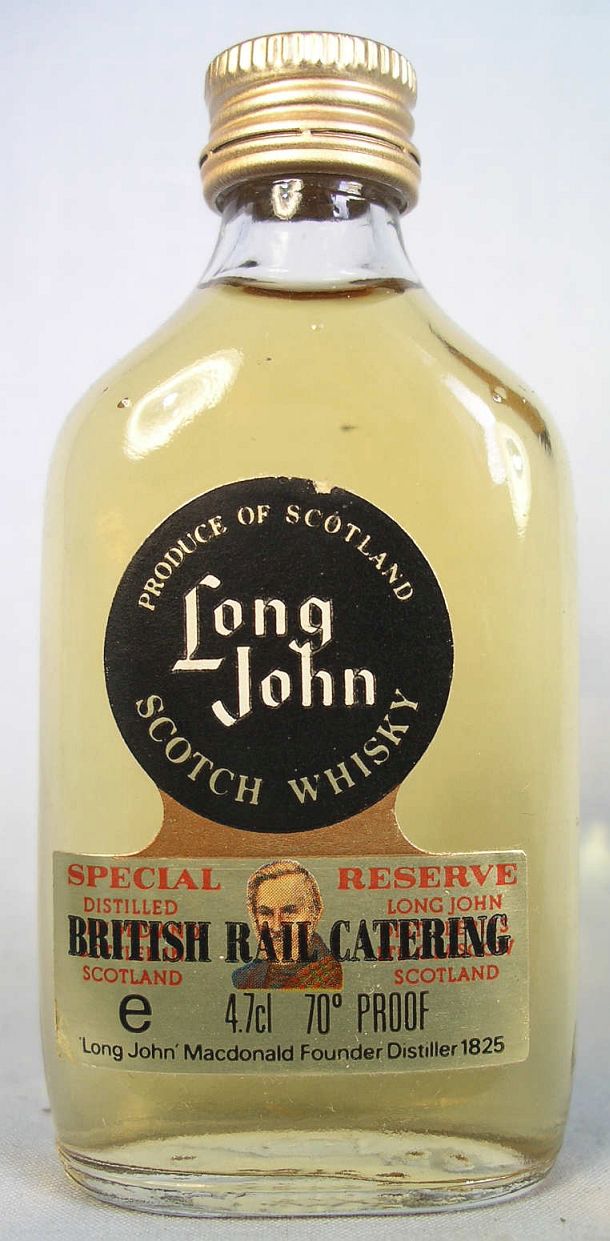 PRODUCE OF SCOTLAND
Long
John
SCOTCH WHISKY
SPECIAL RESERVE
DISTILLED
LONG JOHN
BRITISH RAIL CATERING
SCOTLAND
SCOTLAND
e 4.7cl 70º PROOF
'Long John' Macdonald Founder Distiller 1825